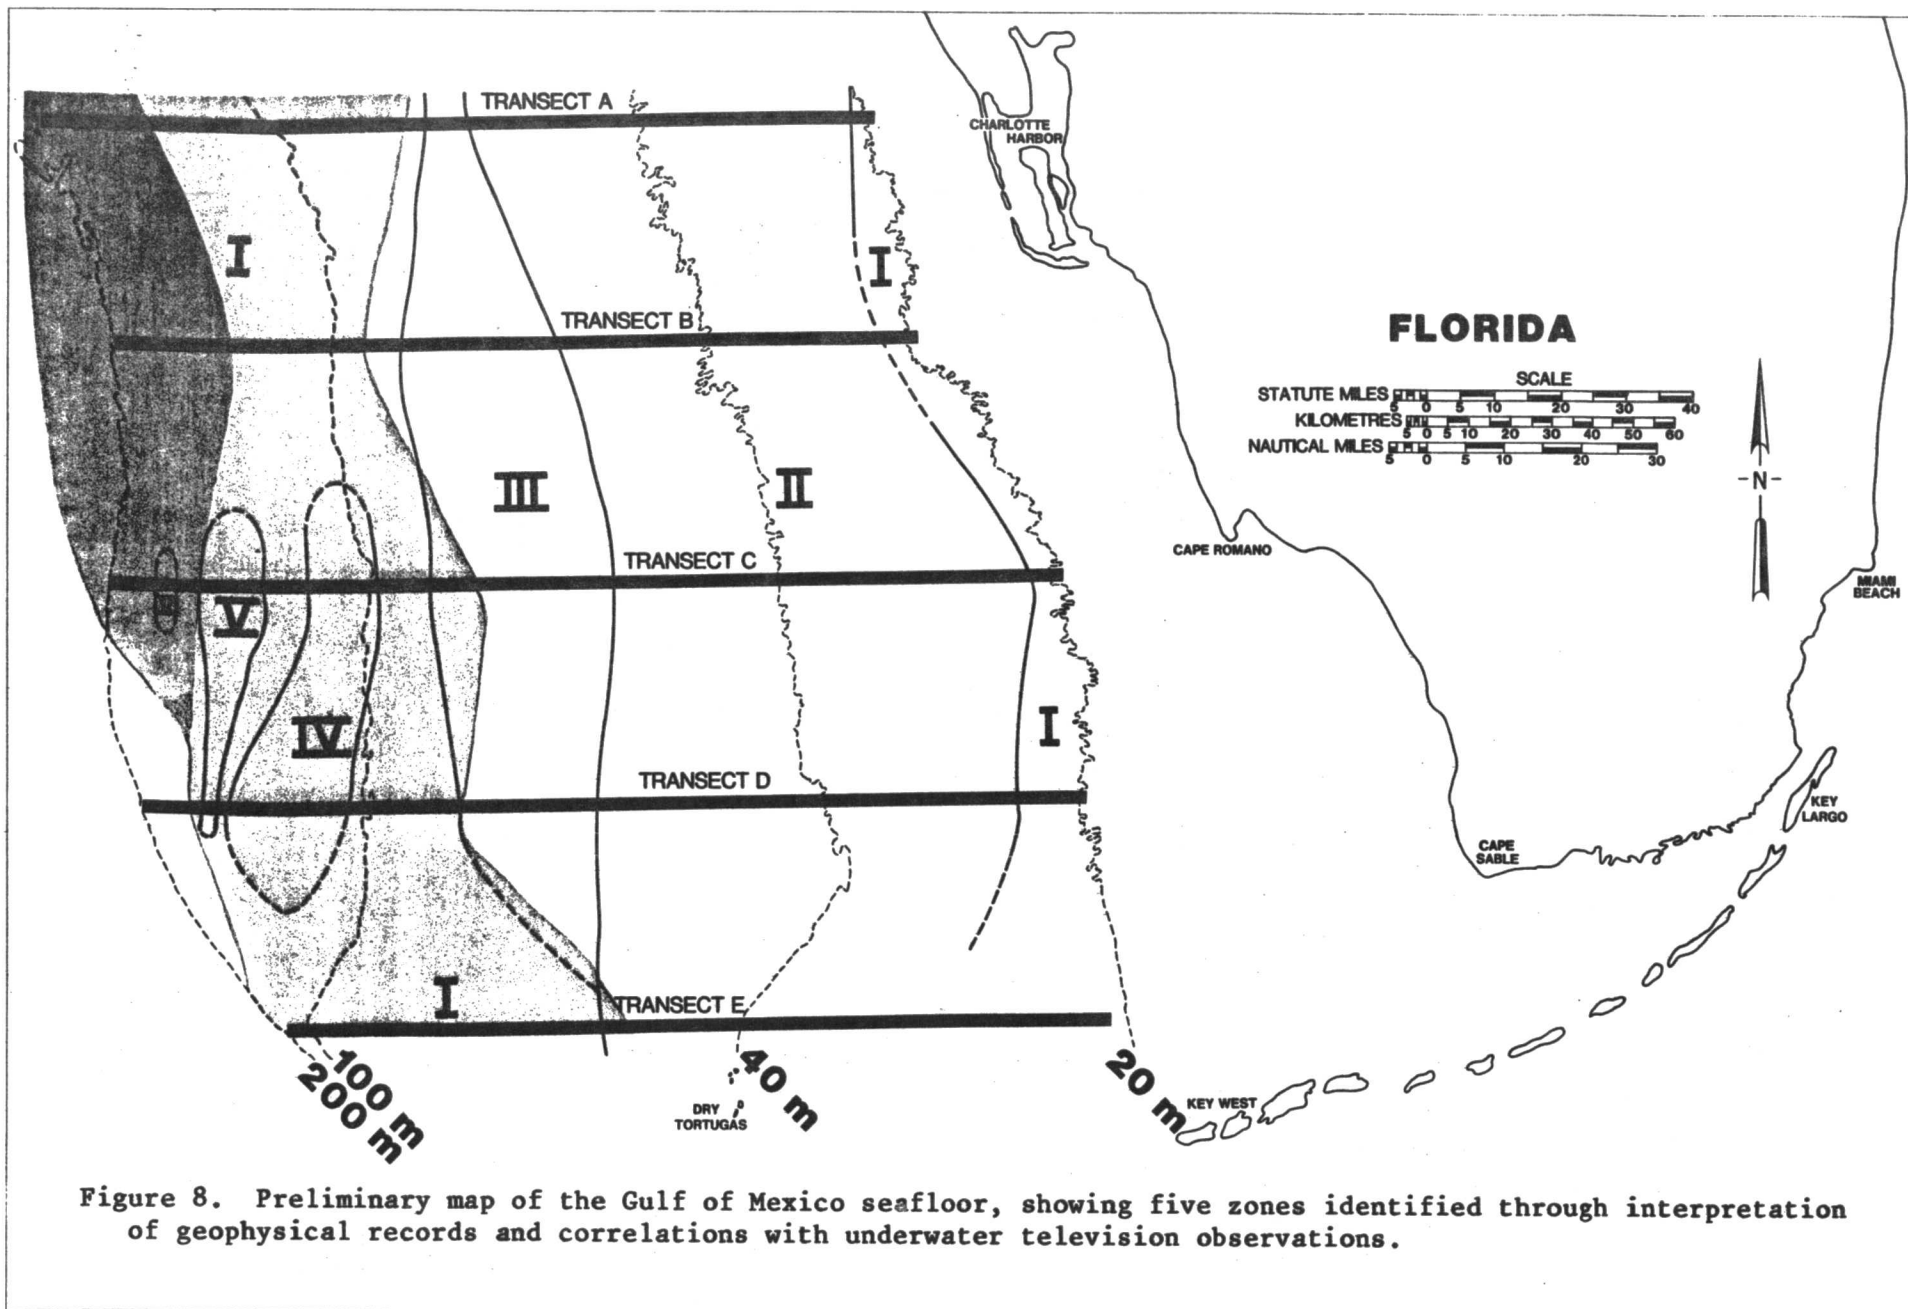 TRANSECT A
CHARLOTTE
HARBOR
I
I
TRANSECT B
FLORIDA
SCALE
STATUTE MILES
5 0 5 10 20 30 40
KILOMETRES
5 0 5 10 20 30 40 50 60
NAUTICAL MILES
5 0 5 10 20 30
N
III
II
TRANSECT C
CAPE ROMANO
MIAMI
BEACH
V
IV
I
TRANSECT D
KEY
LARGO
CAPE
SABLE
I
TRANSECT E
100 m
200 m
40 m
20 m
DRY
TORTUGAS
KEY WEST
Figure 8. Preliminary map of the Gulf of Mexico seafloor, showing five zones identified through interpretation
of geophysical records and correlations with underwater television observations.